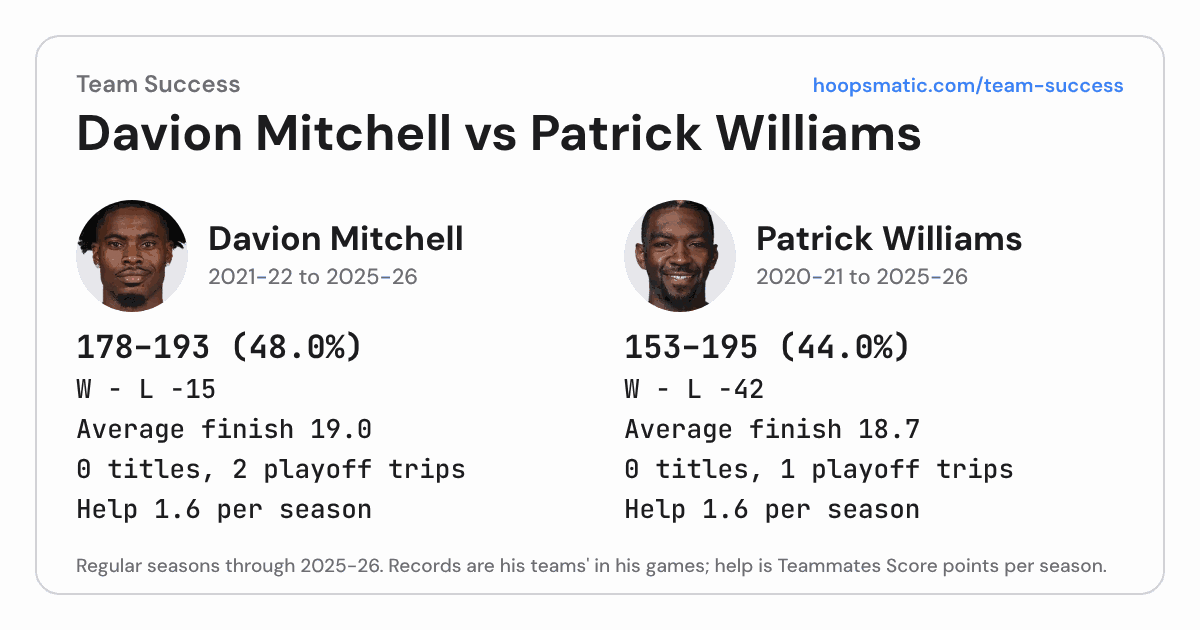 Team Success
hoopsmatic.com/team-success
Davion Mitchell vs Patrick Williams
Davion Mitchell
2021-22 to 2025-26
178-193 (48.0%)
W - L -15
Average finish 19.0
0 titles, 2 playoff trips
Help 1.6 per season
Patrick Williams
2020-21 to 2025-26
153-195 (44.0%)
W - L -42
Average finish 18.7
0 titles, 1 playoff trips
Help 1.6 per season
Regular seasons through 2025-26. Records are his teams' in his games; help is Teammates Score points per season.